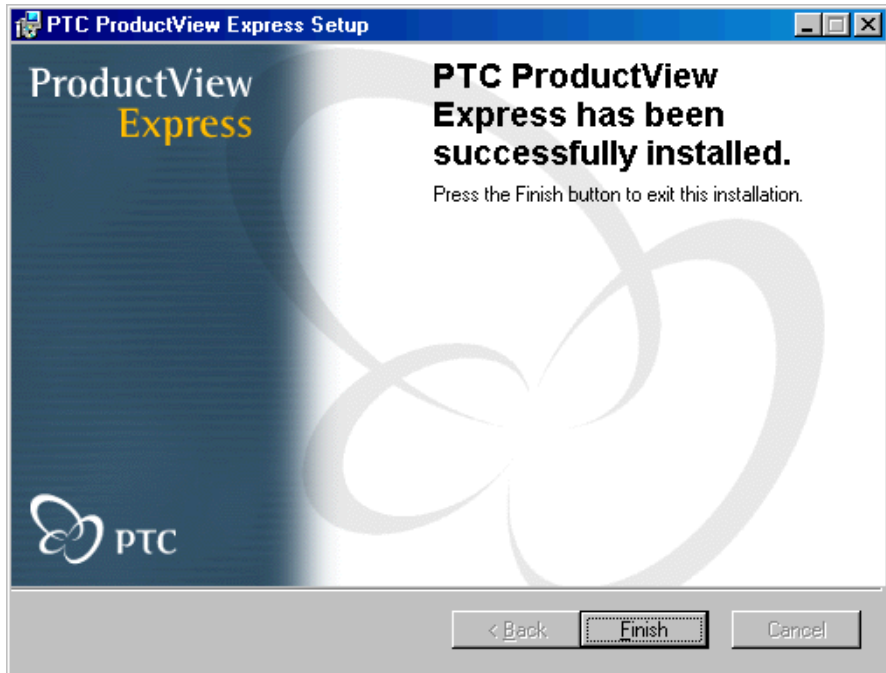 PTC ProductView Express Setup
ProductView
Express
PTC ProductView
Express has been
successfully installed.
Press the Finish button to exit this installation.
PTC
< Back
Finish
Cancel